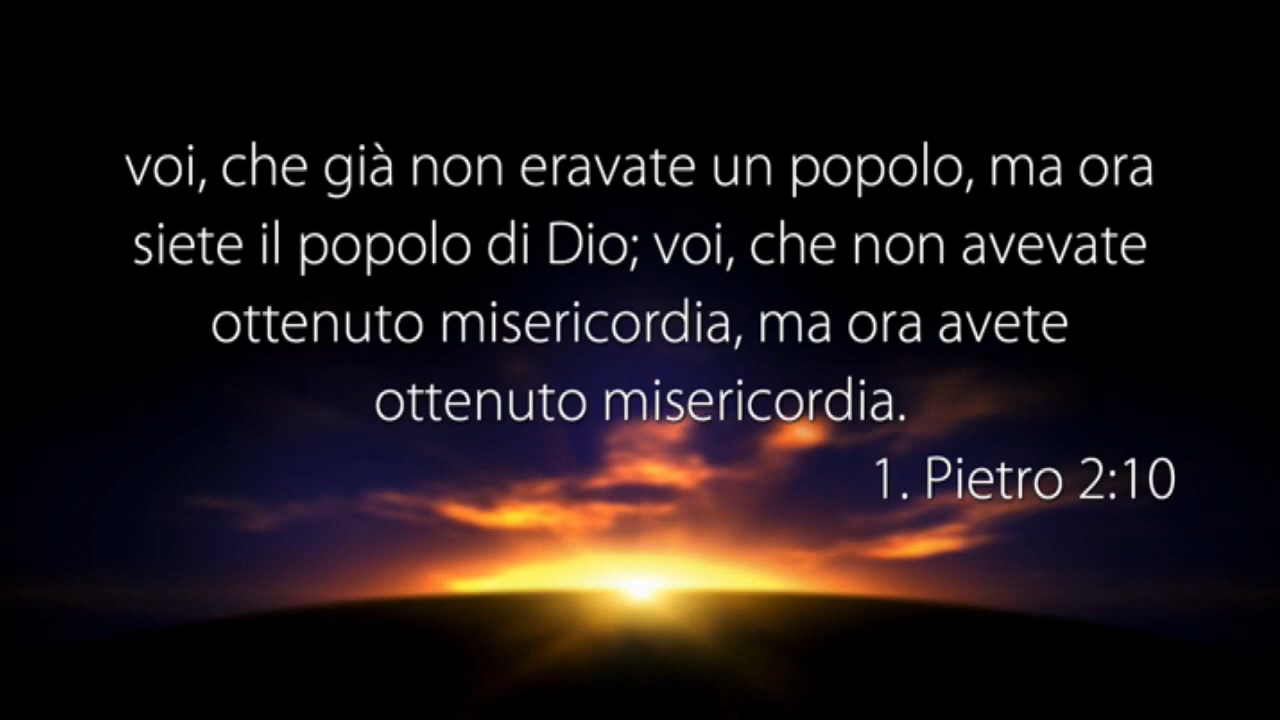 voi, che già non eravate un popolo, ma ora
siete il popolo di Dio; voi, che non avevate
ottenuto misericordia, ma ora avete
ottenuto misericordia.
1. Pietro 2:10